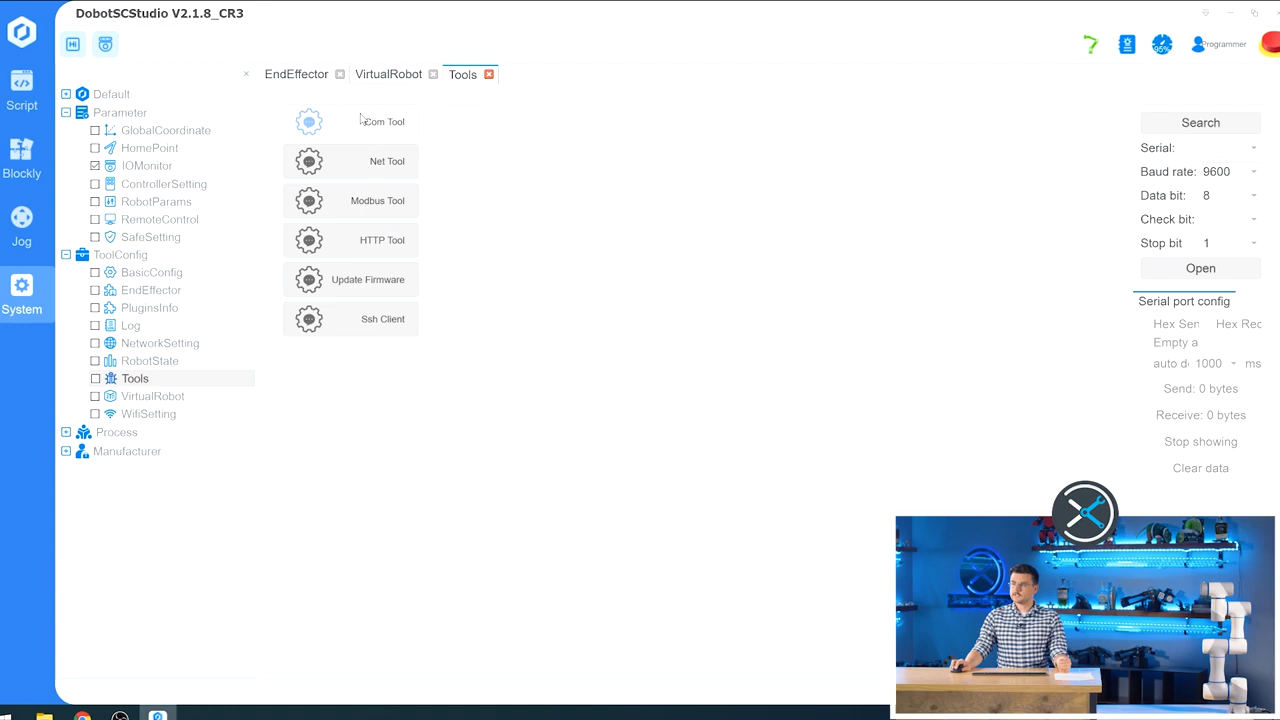 DobotSCStudio V2.1.8_CR3
Hi
95%
Programmer
Script
Blockly
Jog
System
Default
Parameter
GlobalCoordinate
HomePoint
IOMonitor
ControllerSetting
RobotParams
RemoteControl
SafeSetting
ToolConfig
BasicConfig
EndEffector
PluginsInfo
Log
NetworkSetting
RobotState
Tools
VirtualRobot
WifiSetting
Process
Manufacturer
EndEffector
VirtualRobot
Tools
Com Tool
Net Tool
Modbus Tool
HTTP Tool
Update Firmware
Ssh Client
Search
Serial:
Baud rate: 9600
Data bit: 8
Check bit:
Stop bit 1
Open
Serial port config
Hex Sen Hex Rec
Empty a
auto d 1000 ms
Send: 0 bytes
Receive: 0 bytes
Stop showing
Clear data